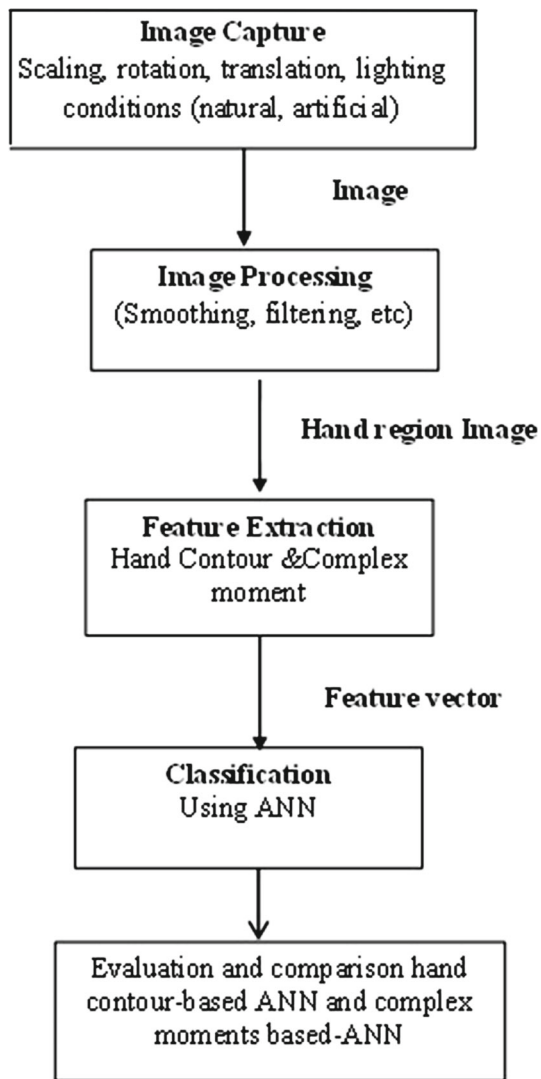 Image Capture
Scaling, rotation, translation, lighting
conditions (natural, artificial)
Image
Image Processing
(Smoothing, filtering, etc)
Hand region Image
Feature Extraction
Hand Contour &Complex
moment
Feature vector
Classification
Using ANN
Evaluation and comparison hand
contour-based ANN and complex
moments based-ANN